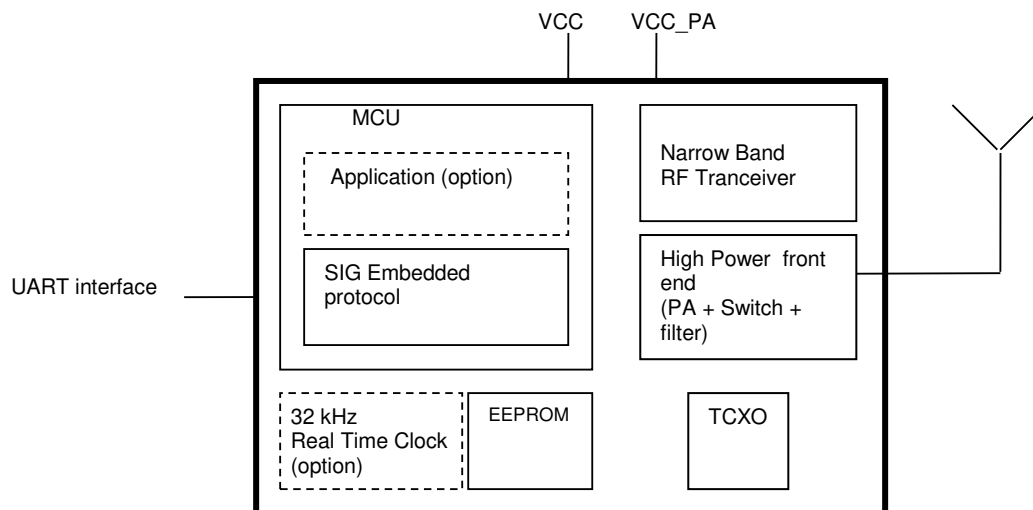 VCC VCC_PA
MCU
Application (option)
SIG Embedded
protocol
Narrow Band
RF Tranceiver
High Power front
end
(PA + Switch +
filter)
UART interface
32 kHz
Real Time Clock
(option)
EEPROM
TCXO